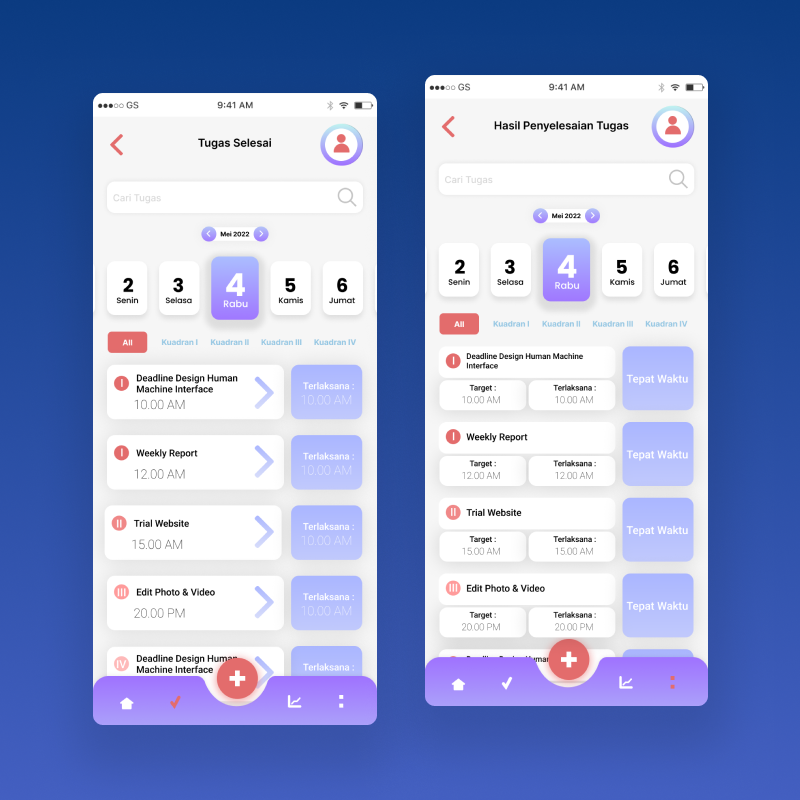 GS
9:41 AM
Tugas Selesai
Cari Tugas
Mei 2022
2
Senin
3
Selasa
4
Rabu
5
Kamis
6
Jumat
All
Kuadran I
Kuadran II
Kuadran III
Kuadran IV
I
Deadline Design Human
Machine Interface
10.00 AM
Terlaksana :
10.00 AM
I
Weekly Report
12.00 AM
Terlaksana :
10.00 AM
II
Trial Website
15.00 AM
Terlaksana :
10.00 AM
III
Edit Photo & Video
20.00 PM
Terlaksana :
10.00 AM
IV
Deadline Design Human
Machine Interface
Terlaksana :
GS
9:41 AM
Hasil Penyelesaian Tugas
Cari Tugas
Mei 2022
2
Senin
3
Selasa
4
Rabu
5
Kamis
6
Jumat
All
Kuadran I
Kuadran II
Kuadran III
Kuadran IV
I
Deadline Design Human Machine
Interface
Target :
10.00 AM
Terlaksana :
10.00 AM
Tepat Waktu
I
Weekly Report
Target :
12.00 AM
Terlaksana :
12.00 AM
Tepat Waktu
II
Trial Website
Target :
15.00 AM
Terlaksana :
15.00 AM
Tepat Waktu
III
Edit Photo & Video
Target :
20.00 PM
Terlaksana :
20.00 PM
Tepat Waktu